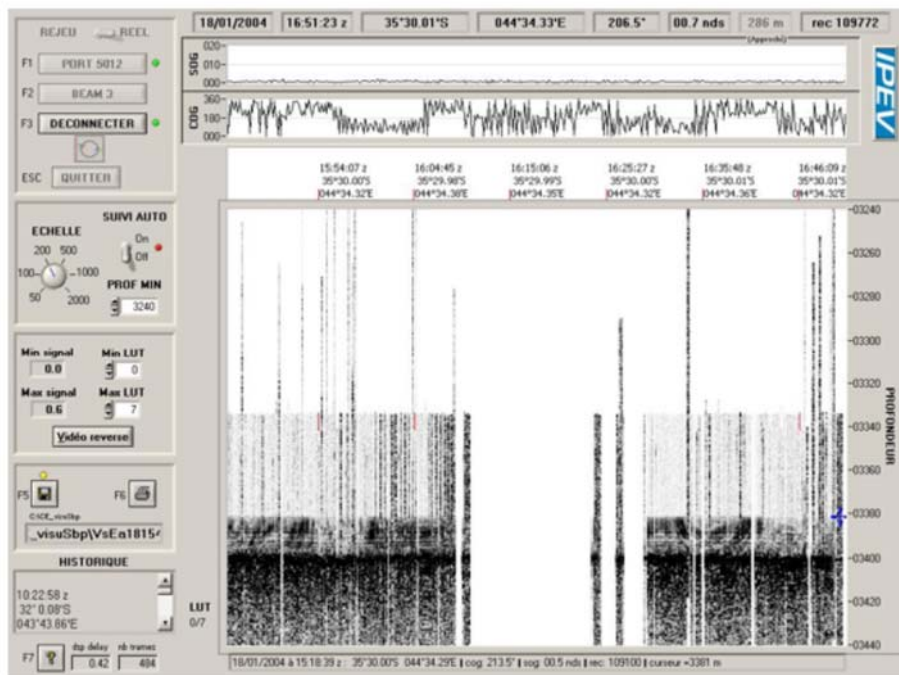 18/01/2004 16:51:23 z 35°30.01'S 044°34.33'E 206.5° 00.7 nds 286 m rec 109772
(Approché)
REJEU REEL
F1 PORT 5012
F2 BEAM 3
F3 DECONNECTER
ESC QUITTER
SOG
020
010
000
COG
360
180
000
IPEV
15:54:07 z 16:04:45 z 16:15:06 z 16:25:27 z 16:35:48 z 16:46:09 z
35°30.00'S 35°29.98'S 35°29.99'S 35°30.00'S 35°30.01'S 35°30.01'S
044°34.32'E 044°34.38'E 044°34.35'E 044°34.32'E 044°34.36'E 044°34.32'E
SUIVI AUTO
ECHELLE
On
Off
200 500
100 1000
50 2000
PROF MIN
3240
Min signal Min LUT
0.0 0
Max signal Max LUT
0.6 7
Vidéo reverse
F5 F6
_visuSbp\VsEa1815
HISTORIQUE
10:22:58 z
32° 0.08'S
043°43.86'E
F7 ? dsp delay nb trames
0.42 484
LUT
0/7
03240
03260
03280
03300
03320
03340
03360
03380
03400
03420
03440
PROFONDEUR
18/01/2004 à 15:18:39 z : 35°30.00'S 044°34.29'E | cog: 213.5° | sog: 00.5 nds | rec: 109100 | curseur =3381 m